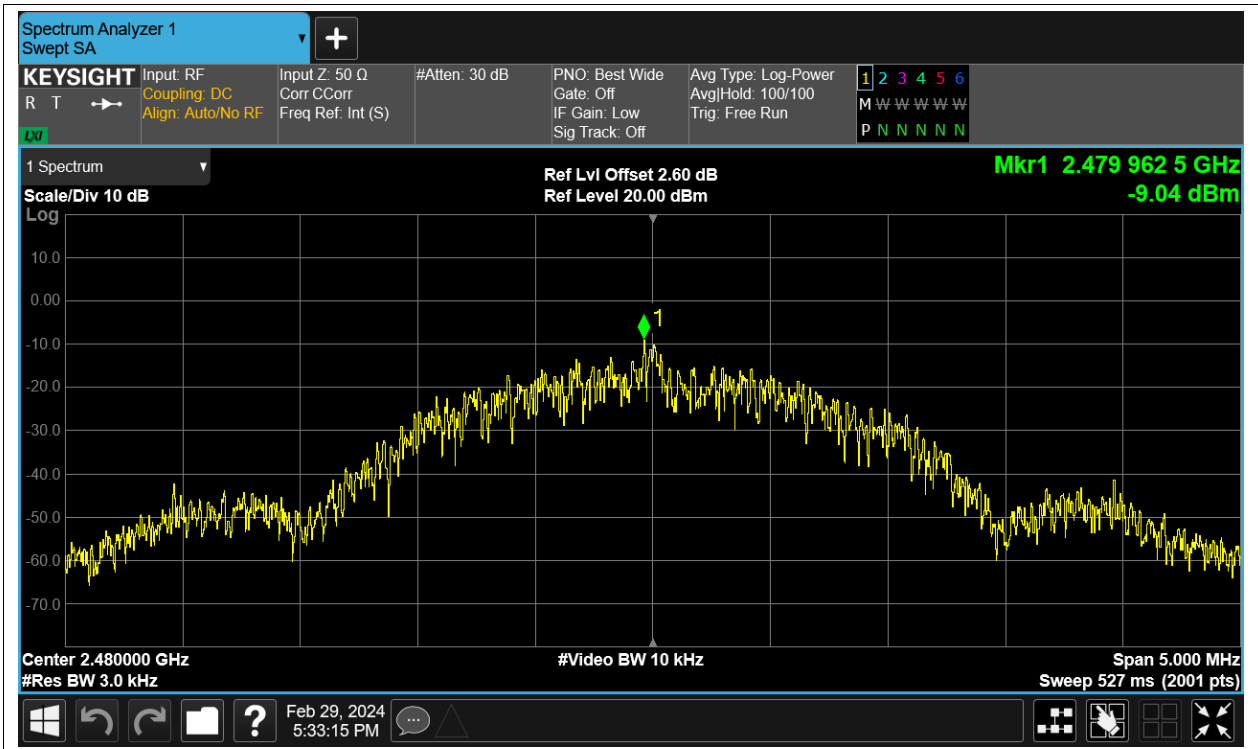 Spectrum Analyzer 1
Swept SA
KEYSIGHT
R T
LXI
Input: RF
Coupling: DC
Align: Auto/No RF
Input Z: 50 Ω
Corr CCorr
Freq Ref: Int (S)
#Atten: 30 dB
PNO: Best Wide
Gate: Off
IF Gain: Low
Sig Track: Off
Avg Type: Log-Power
Avg|Hold: 100/100
Trig: Free Run
1 2 3 4 5 6
M W W W W W
P N N N N N
1 Spectrum
Scale/Div 10 dB
Log
Ref Lvl Offset 2.60 dB
Ref Level 20.00 dBm
Mkr1 2.479 962 5 GHz
-9.04 dBm
10.0
0.00
1
-10.0
-20.0
-30.0
-40.0
-50.0
-60.0
-70.0
Center 2.480000 GHz
#Res BW 3.0 kHz
#Video BW 10 kHz
Span 5.000 MHz
Sweep 527 ms (2001 pts)
?
Feb 29, 2024
5:33:15 PM